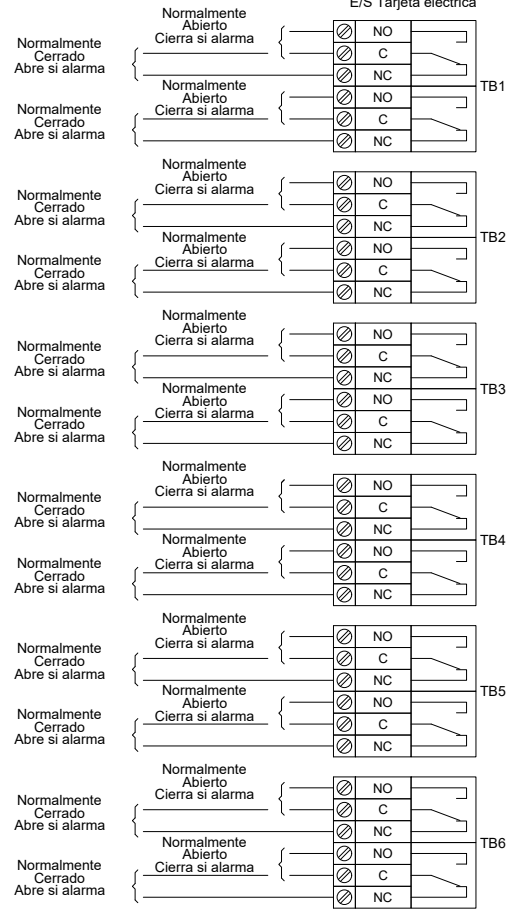 E/S Tarjeta eléctrica
Normalmente
Abierto
Cierra si alarma
NO
Normalmente
Cerrado
Abre si alarma
C
NC
TB1
Normalmente
Abierto
Cierra si alarma
NO
Normalmente
Cerrado
Abre si alarma
C
NC
Normalmente
Abierto
Cierra si alarma
NO
Normalmente
Cerrado
Abre si alarma
C
NC
TB2
Normalmente
Abierto
Cierra si alarma
NO
Normalmente
Cerrado
Abre si alarma
C
NC
Normalmente
Abierto
Cierra si alarma
NO
Normalmente
Cerrado
Abre si alarma
C
NC
TB3
Normalmente
Abierto
Cierra si alarma
NO
Normalmente
Cerrado
Abre si alarma
C
NC
Normalmente
Abierto
Cierra si alarma
NO
Normalmente
Cerrado
Abre si alarma
C
NC
TB4
Normalmente
Abierto
Cierra si alarma
NO
Normalmente
Cerrado
Abre si alarma
C
NC
Normalmente
Abierto
Cierra si alarma
NO
Normalmente
Cerrado
Abre si alarma
C
NC
TB5
Normalmente
Abierto
Cierra si alarma
NO
Normalmente
Cerrado
Abre si alarma
C
NC
Normalmente
Abierto
Cierra si alarma
NO
Normalmente
Cerrado
Abre si alarma
C
NC
TB6
Normalmente
Abierto
Cierra si alarma
NO
Normalmente
Cerrado
Abre si alarma
C
NC